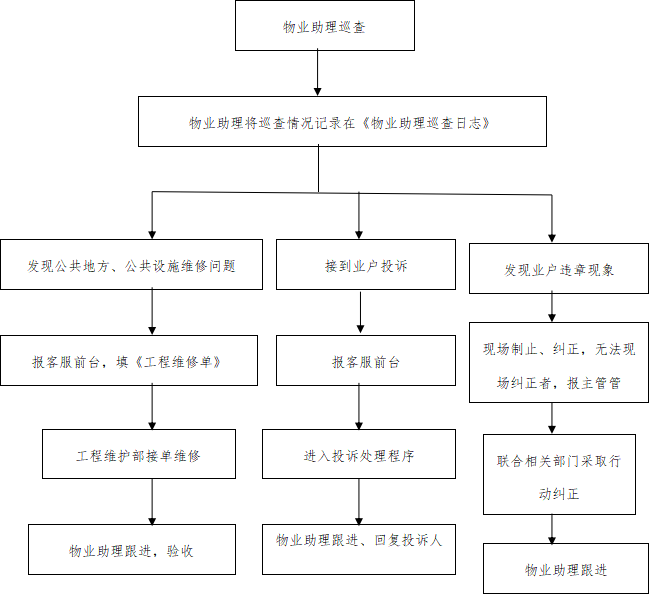 物业助理巡查
物业助理将巡查情况记录在《物业助理巡查日志》
发现公共地方、公共设施维修问题
接到业户投诉
发现业户违章现象
报客服前台，填《工程维修单》
报客服前台
现场制止、纠正，无法现
场纠正者，报主管管
工程维护部接单维修
进入投诉处理程序
联合相关部门采取行
动纠正
物业助理跟进，验收
物业助理跟进、回复投诉人
物业助理跟进